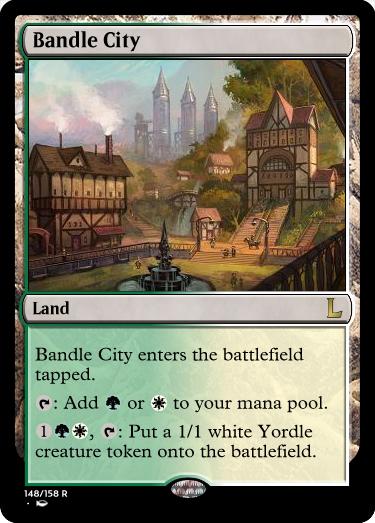 Bandle City
Land
L
Bandle City enters the battlefield
tapped.
: Add or to your mana pool.
1 , : Put a 1/1 white Yordle
creature token onto the battlefield.
148/158 R